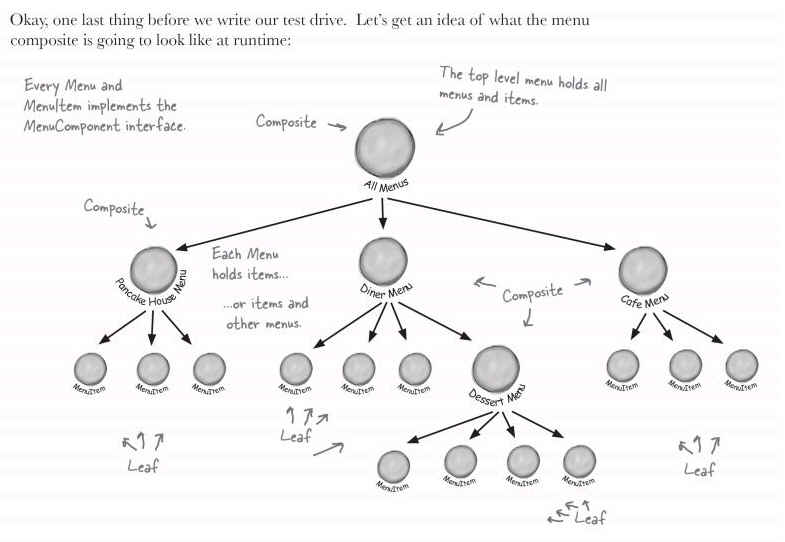 Okay, one last thing before we write our test drive. Let's get an idea of what the menu
composite is going to look like at runtime:
Every Menu and
MenuItem implements the
MenuComponent interface.
Composite
The top level menu holds all
menus and items.
All Menus
Composite
Pancake House Menu
Each Menu
holds items...
...or items and
other menus.
Diner Menu
Composite
Cafe Menu
MenuItem
MenuItem
MenuItem
MenuItem
MenuItem
MenuItem
Dessert Menu
MenuItem
MenuItem
MenuItem
Leaf
Leaf
Leaf
MenuItem
MenuItem
MenuItem
MenuItem
Leaf